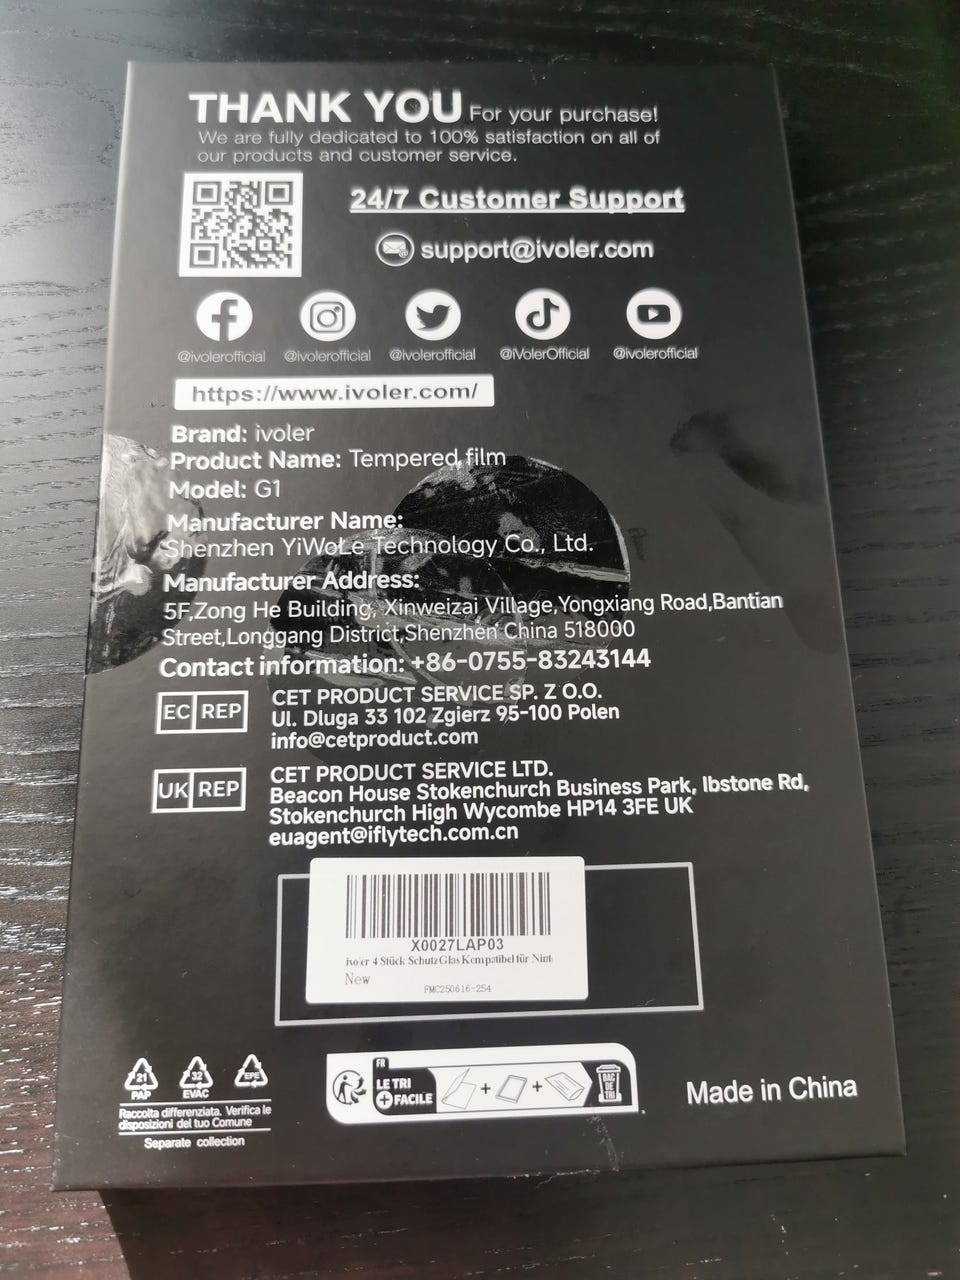 THANK YOU For your purchase!
We are fully dedicated to 100% satisfaction on all of
our products and customer service.
24/7 Customer Support
support@ivoler.com
@ivolerofficial @ivolerofficial @ivolerofficial @iVolerOfficial @ivolerofficial
https://www.ivoler.com/
Brand: ivoler
Product Name: Tempered film
Model: G1
Manufacturer Name:
Shenzhen YiWoLe Technology Co., Ltd.
Manufacturer Address:
5F,Zong He Building, Xinweizai Village,Yongxiang Road,Bantian
Street,Longgang District,Shenzhen China 518000
Contact information: +86-0755-83243144
EC REP
CET PRODUCT SERVICE SP. Z O.O.
Ul. Dluga 33 102 Zgierz 95-100 Polen
info@cetproduct.com
UK REP
CET PRODUCT SERVICE LTD.
Beacon House Stokenchurch Business Park, Ibstone Rd,
Stokenchurch High Wycombe HP14 3FE UK
euagent@iflytech.com.cn
X0027LAP03
ivoler 4 Stück Schutz Glas Kompatibel für Nint
New
FMC250616-254
21 32 EPE
PAP EVAC
Raccolta differenziata. Verifica le
disposizioni del tuo Comune
Separate collection
FR
LE TRI
+ FACILE
+ +
BAC
DE
TRI
Made in China